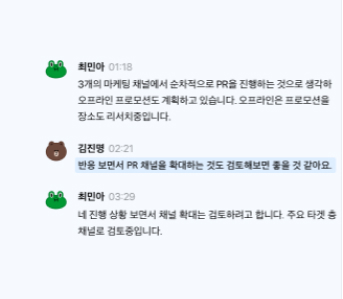 최민아 01:18
3개의 마케팅 채널에서 순차적으로 PR을 진행하는 것으로 생각하
오프라인 프로모션도 계획하고 있습니다. 오프라인은 프로모션을
장소도 리서치중입니다.
김진명 02:21
반응 보면서 PR 채널을 확대하는 것도 검토해보면 좋을 것 같아요.
최민아 03:29
네 진행 상황 보면서 채널 확대는 검토하려고 합니다. 주요 타겟 층
채널로 검토중입니다.